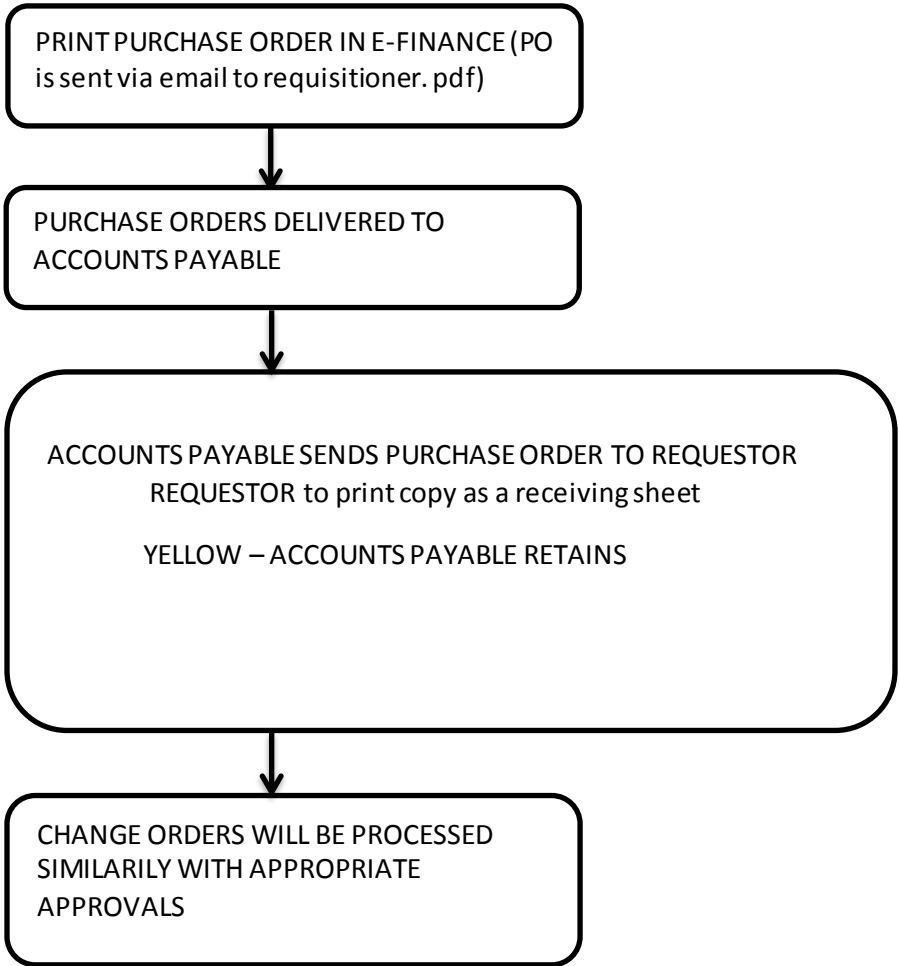 PRINT PURCHASE ORDER IN E-FINANCE (PO
is sent via email to requisitioner. pdf)
PURCHASE ORDERS DELIVERED TO
ACCOUNTS PAYABLE
ACCOUNTS PAYABLE SENDS PURCHASE ORDER TO REQUESTOR
REQUESTOR to print copy as a receiving sheet
YELLOW – ACCOUNTS PAYABLE RETAINS
CHANGE ORDERS WILL BE PROCESSED
SIMILARILY WITH APPROPRIATE
APPROVALS